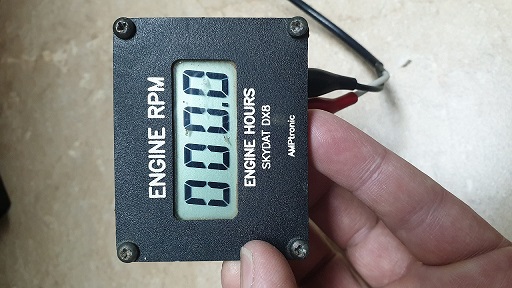 ENGINE RPM
000.0
ENGINE HOURS
SKYDAT DX8
AMPtronic